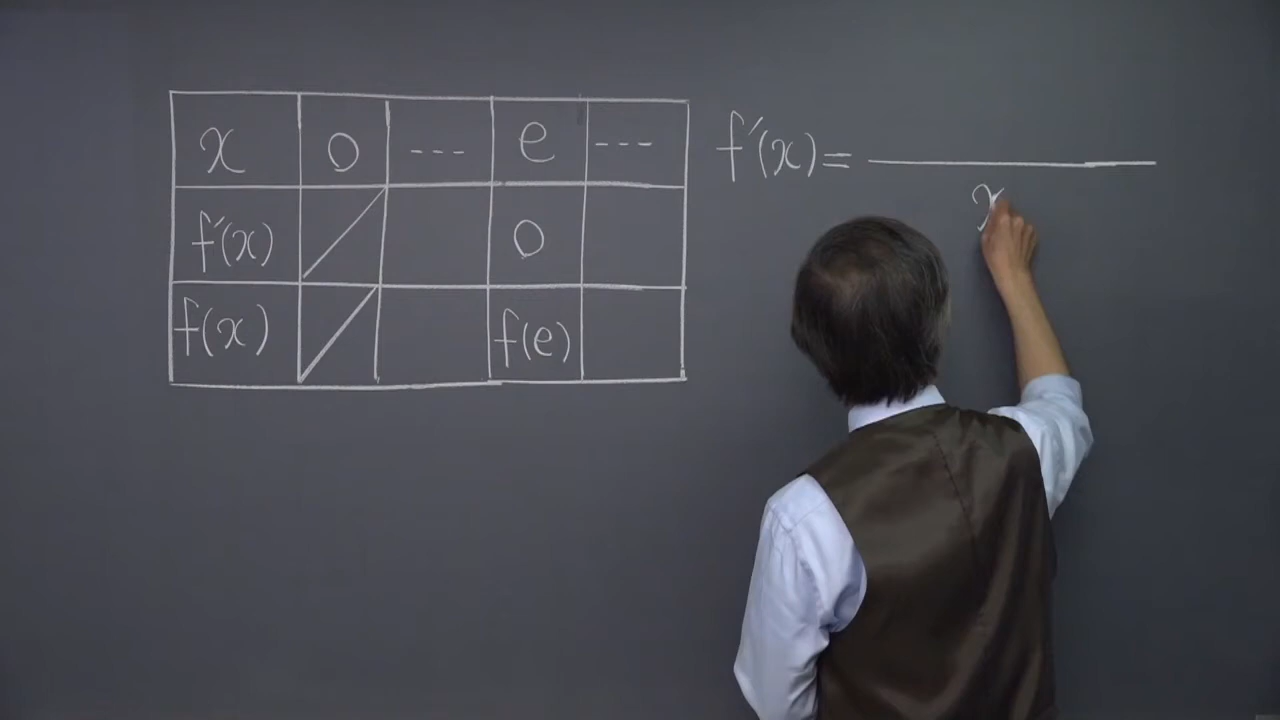 x 0 --- e ---
f'(x) 0
f(x) f(e)
f'(x)=
x